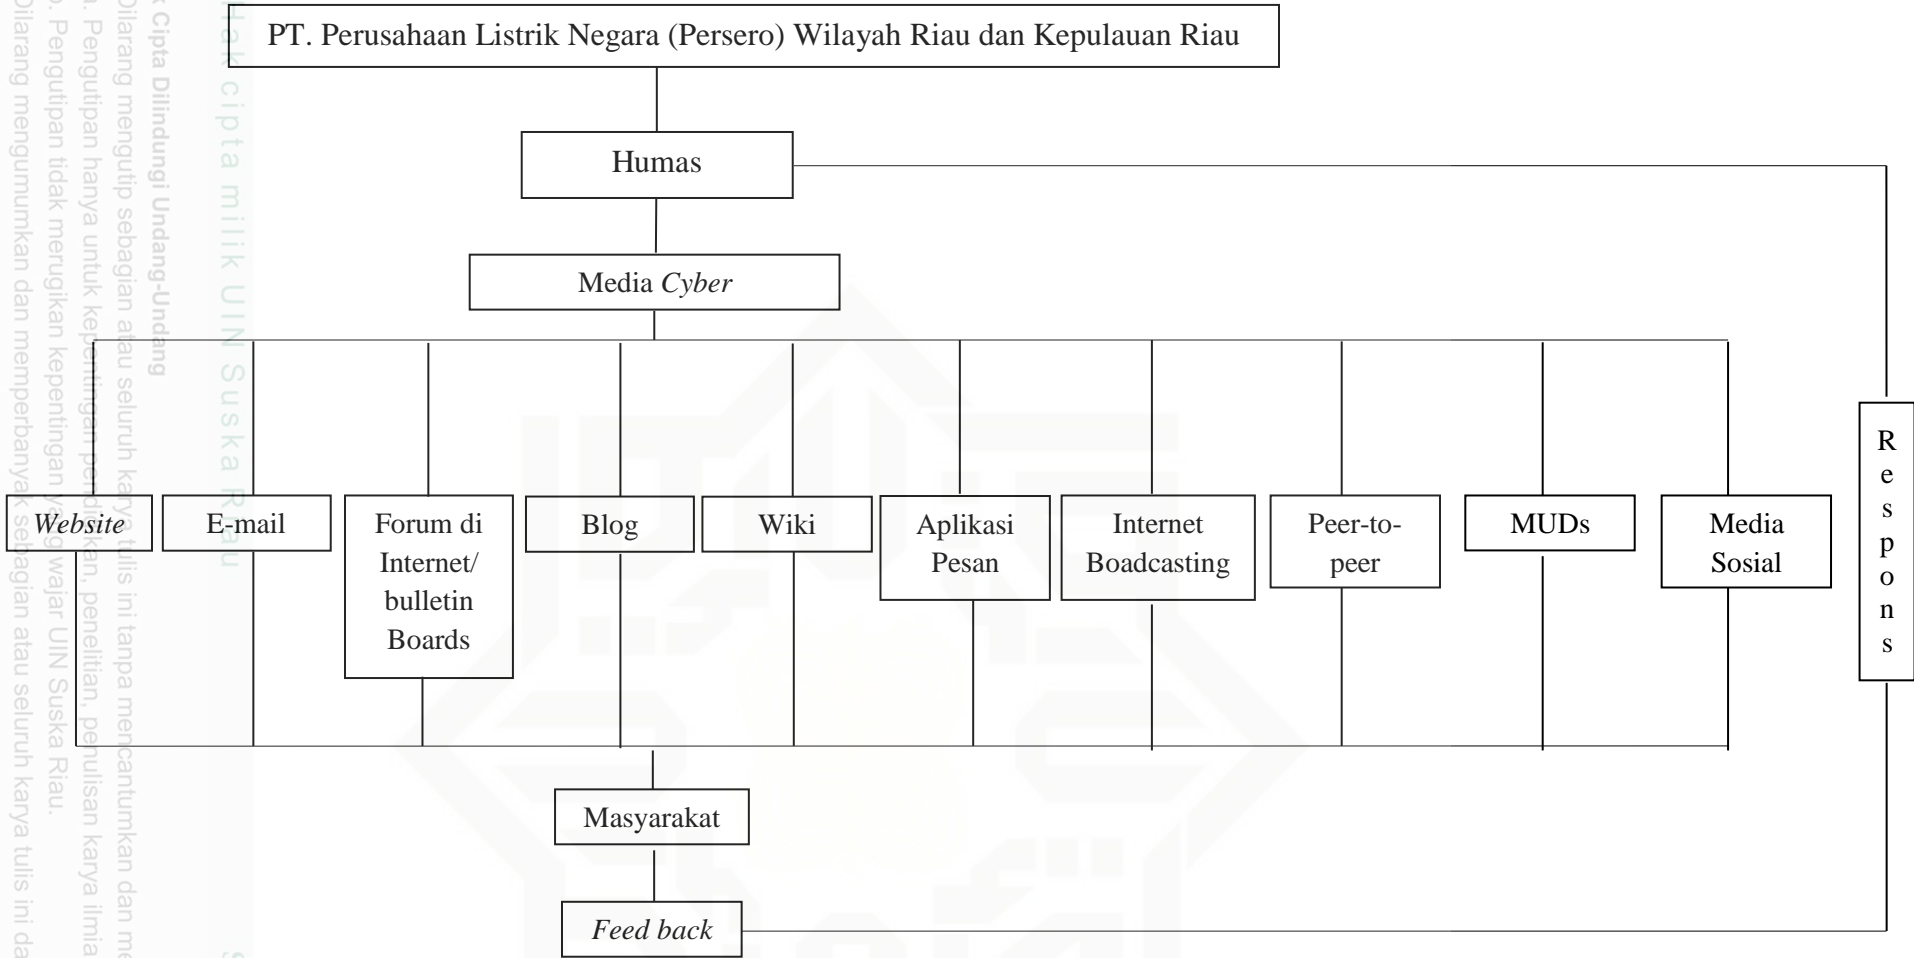 PT. Perusahaan Listrik Negara (Persero) Wilayah Riau dan Kepulauan Riau
Humas
Media Cyber
Website
E-mail
Forum di
Internet/
bulletin
Boards
Blog
Wiki
Aplikasi
Pesan
Internet
Boadcasting
Peer-to-
peer
MUDs
Media
Sosial
Respons
Masyarakat
Feed back
Hak cipta milik UIN Suska Riau
Cipta Dilindungi Undang-Undang
Dilarang mengutip sebagian atau seluruh karya tulis ini tanpa mencantumkan dan
a. Pengutipan hanya untuk kepentingan pendidikan, penelitian, penulisan karya
b. Pengutipan tidak merugikan kepentingan yang wajar UIN Suska Riau.
Dilarang mengumumkan dan memperbanyak sebagian atau seluruh karya tulis ini